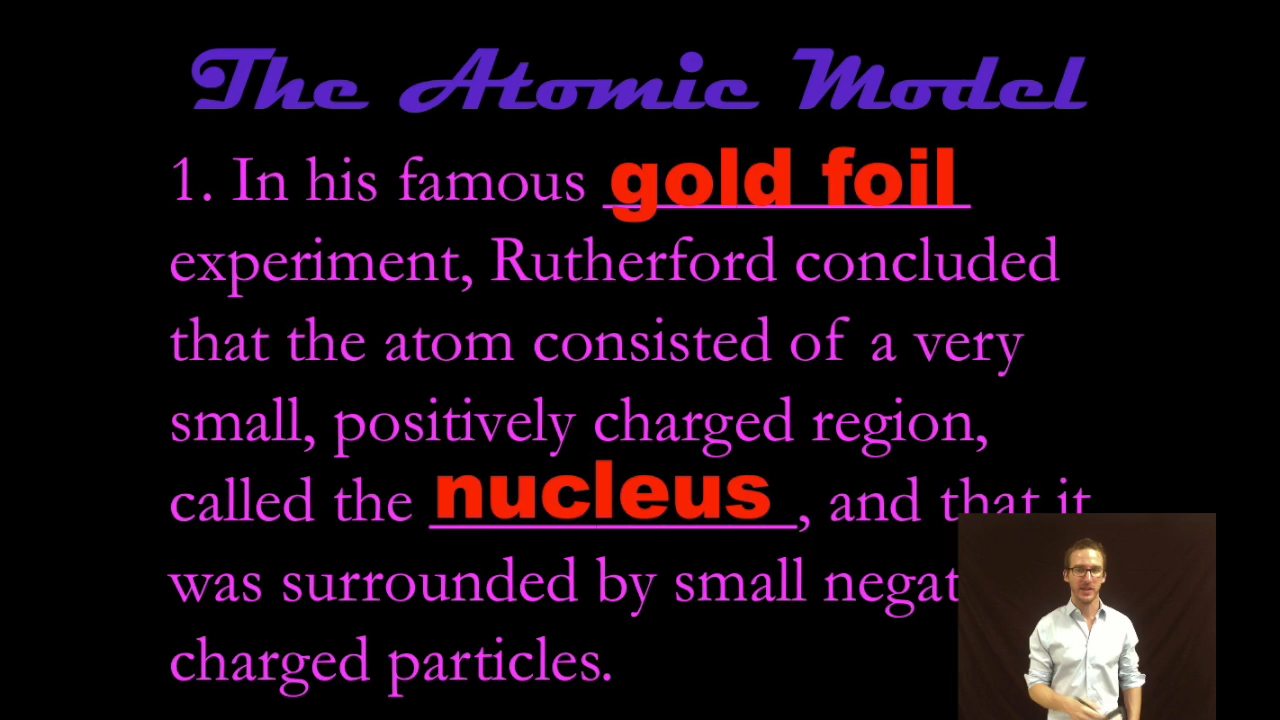 The Atomic Model
1. In his famous gold foil
experiment, Rutherford concluded
that the atom consisted of a very
small, positively charged region,
called the nucleus, and that it
was surrounded by small negat
charged particles.